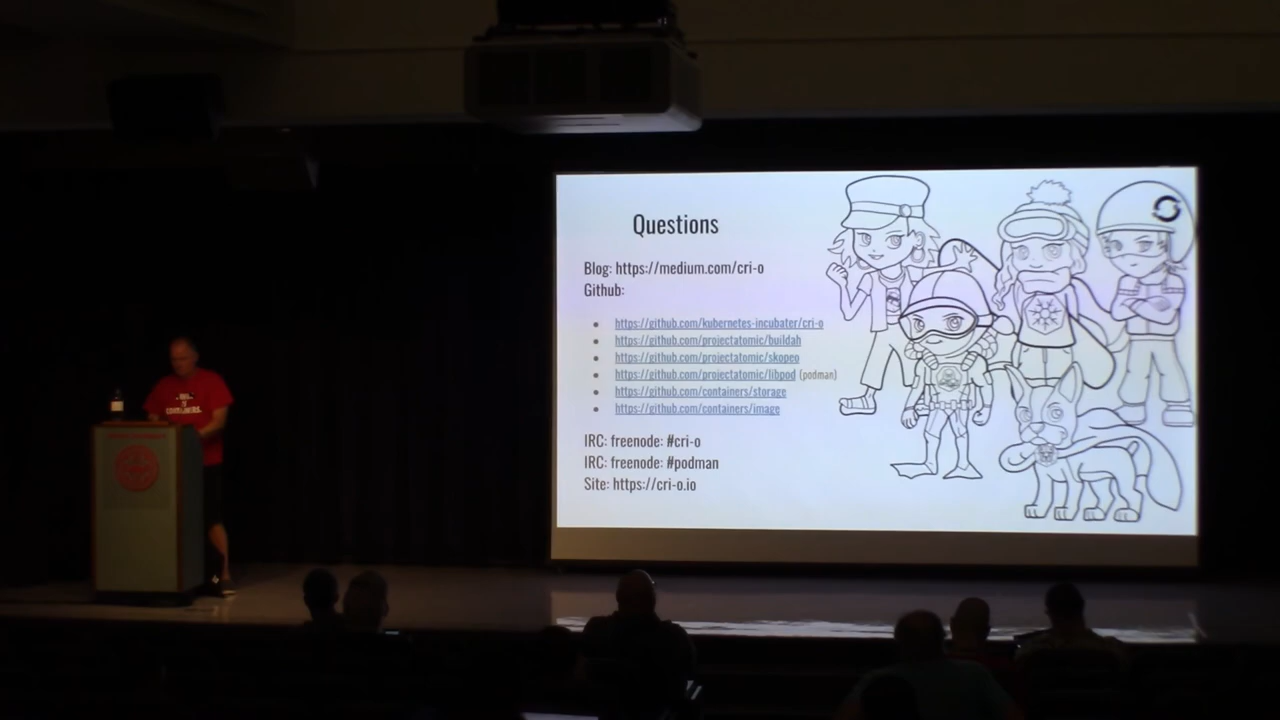 Questions
Blog: https://medium.com/cri-o
Github:
https://github.com/kubernetes-incubater/cri-o
https://github.com/projectatomic/buildah
https://github.com/projectatomic/skopeo
https://github.com/projectatomic/libpod (podman)
https://github.com/containers/storage
https://github.com/containers/image
IRC: freenode: #cri-o
IRC: freenode: #podman
Site: https://cri-o.io
CONTAINERS.